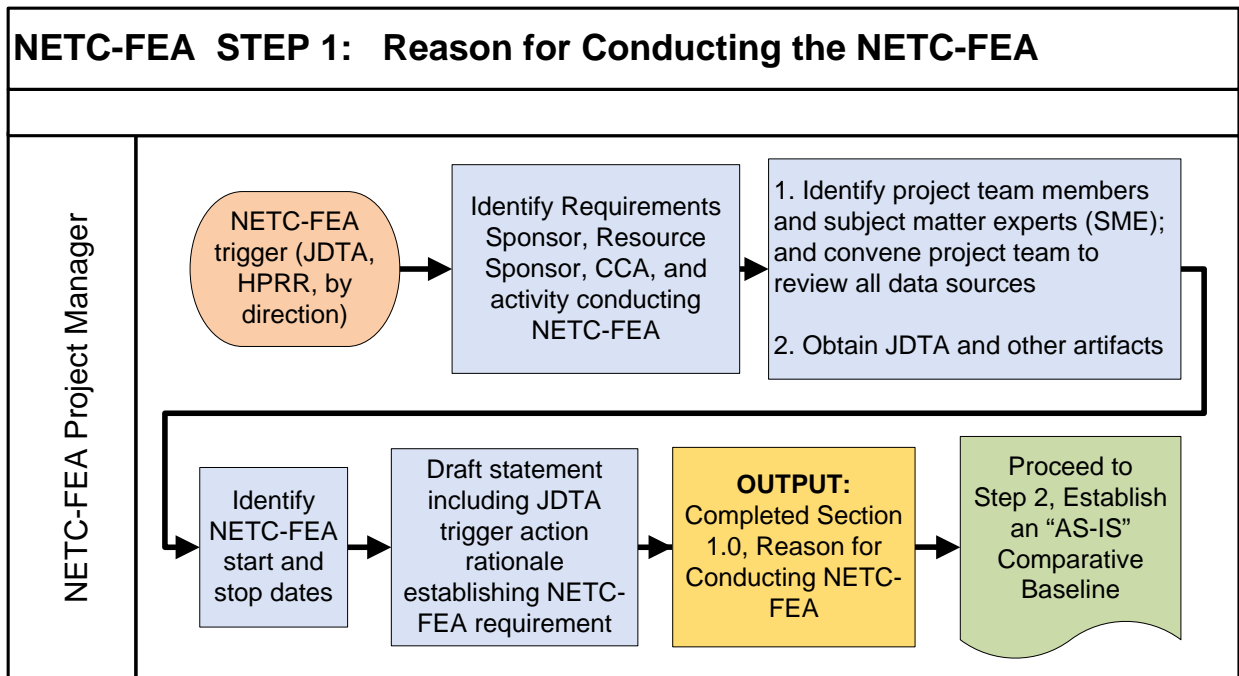 NETC-FEA  STEP 1:   Reason for Conducting the NETC-FEA
NETC-FEA Project Manager
NETC-FEA
trigger (JDTA,
HPRR, by
direction)
Identify Requirements
Sponsor, Resource
Sponsor, CCA, and
activity conducting
NETC-FEA
1. Identify project team members
and subject matter experts (SME);
and convene project team to
review all data sources
2. Obtain JDTA and other artifacts
Identify
NETC-FEA
start and
stop dates
Draft statement
including JDTA
trigger action
rationale
establishing NETC-
FEA requirement
OUTPUT:
Completed Section
1.0, Reason for
Conducting NETC-
FEA
Proceed to
Step 2, Establish
an “AS-IS”
Comparative
Baseline